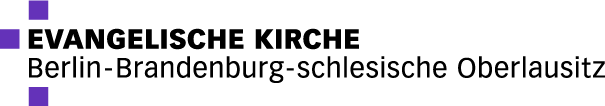 EVANGELISCHE KIRCHE
Berlin-Brandenburg-schlesische Oberlausitz